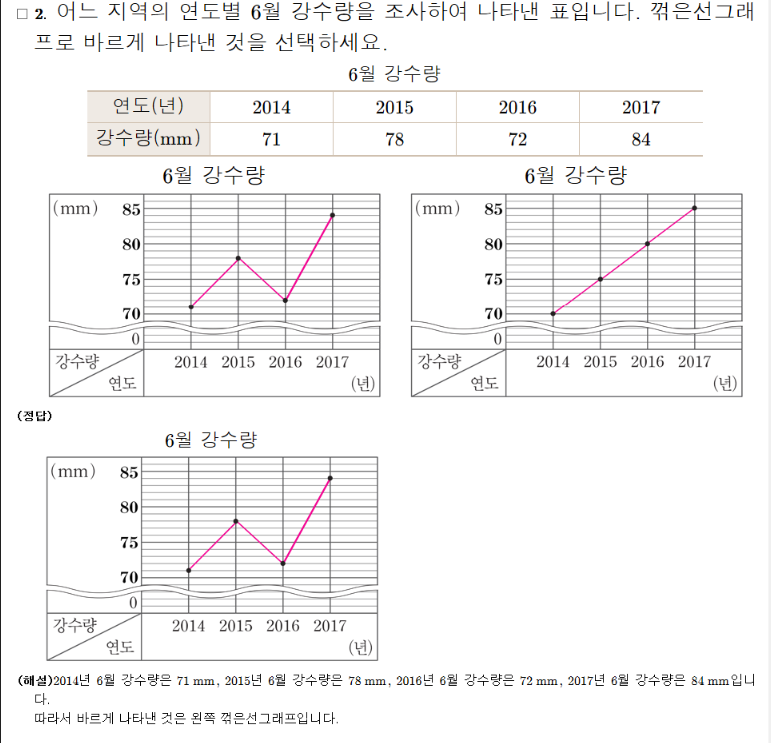 □ 2. 어느 지역의 연도별 6월 강수량을 조사하여 나타낸 표입니다. 꺾은선그래
프로 바르게 나타낸 것을 선택하세요.
6월 강수량
연도(년) 2014 2015 2016 2017
강수량(mm) 71 78 72 84
6월 강수량
(mm) 85
80
75
70
0
강수량 2014 2015 2016 2017
연도 (년)
6월 강수량
(mm) 85
80
75
70
0
강수량 2014 2015 2016 2017
연도 (년)
(정답)
6월 강수량
(mm) 85
80
75
70
0
강수량 2014 2015 2016 2017
연도 (년)
(해설)2014년 6월 강수량은 71 mm, 2015년 6월 강수량은 78 mm, 2016년 6월 강수량은 72 mm, 2017년 6월 강수량은 84 mm입니
다.
따라서 바르게 나타낸 것은 왼쪽 꺾은선그래프입니다.